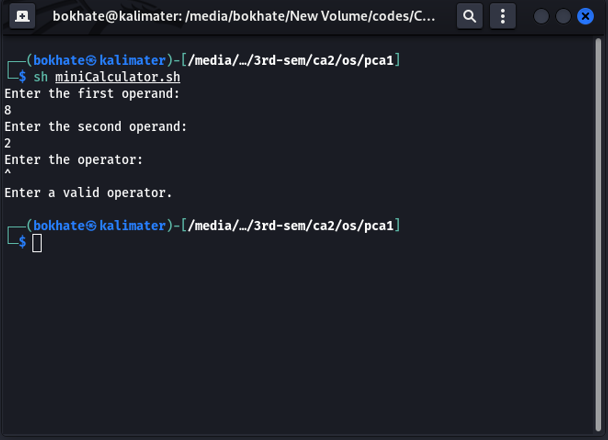 bokhate@kalimater: /media/bokhate/New Volume/codes/C...
┌──(bokhate㉿kalimater)-[/media/…/3rd-sem/ca2/os/pca1]
└─$ sh miniCalculator.sh
Enter the first operand:
8
Enter the second operand:
2
Enter the operator:
^
Enter a valid operator.
┌──(bokhate㉿kalimater)-[/media/…/3rd-sem/ca2/os/pca1]
└─$